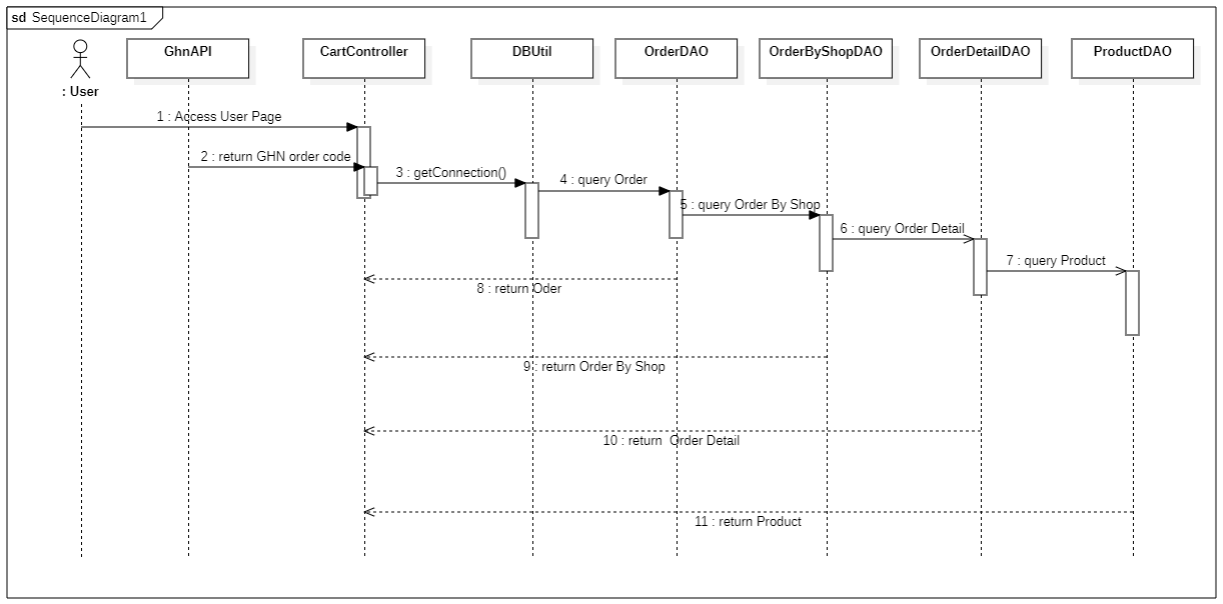 sd SequenceDiagram1
: User
GhnAPI
CartController
DBUtil
OrderDAO
OrderByShopDAO
OrderDetailDAO
ProductDAO
1 : Access User Page
2 : return GHN order code
3 : getConnection()
4 : query Order
5 : query Order By Shop
6 : query Order Detail
7 : query Product
8 : return Oder
9 : return Order By Shop
10 : return Order Detail
11 : return Product